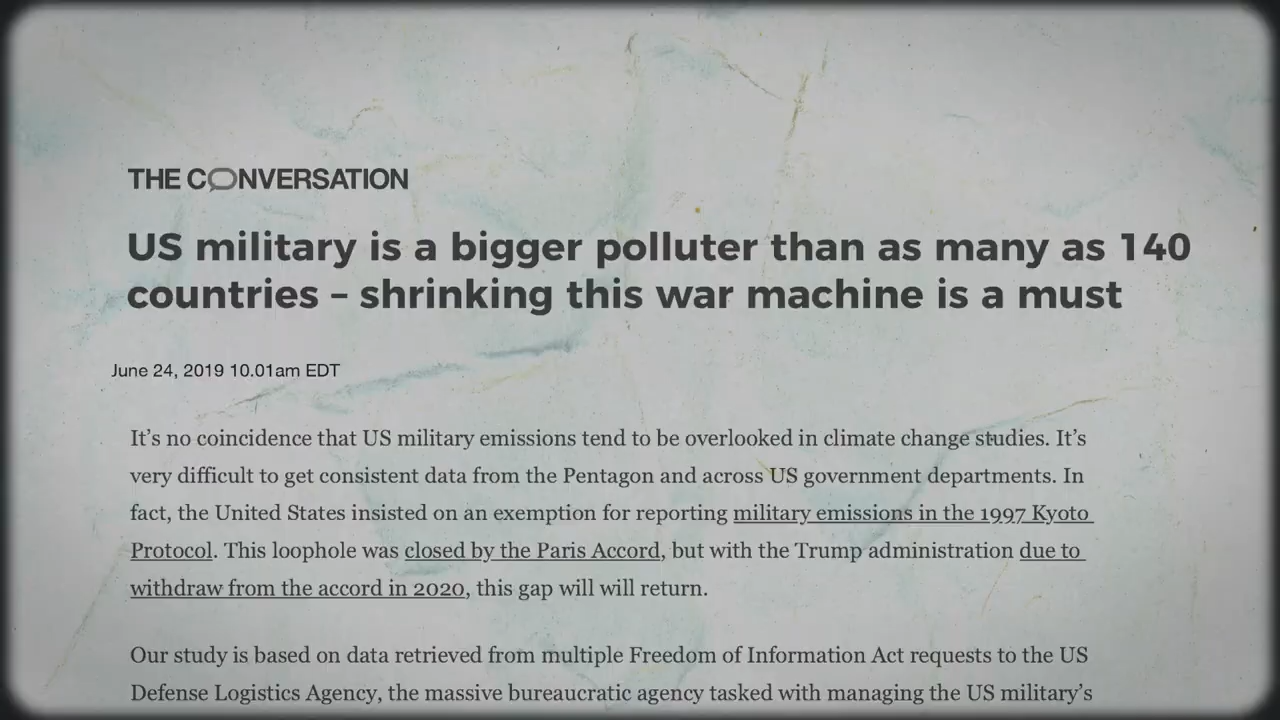 THE CONVERSATION
US military is a bigger polluter than as many as 140
countries – shrinking this war machine is a must
June 24, 2019 10.01am EDT
It’s no coincidence that US military emissions tend to be overlooked in climate change studies. It’s
very difficult to get consistent data from the Pentagon and across US government departments. In
fact, the United States insisted on an exemption for reporting military emissions in the 1997 Kyoto
Protocol. This loophole was closed by the Paris Accord, but with the Trump administration due to
withdraw from the accord in 2020, this gap will will return.
Our study is based on data retrieved from multiple Freedom of Information Act requests to the US
Defense Logistics Agency, the massive bureaucratic agency tasked with managing the US military’s